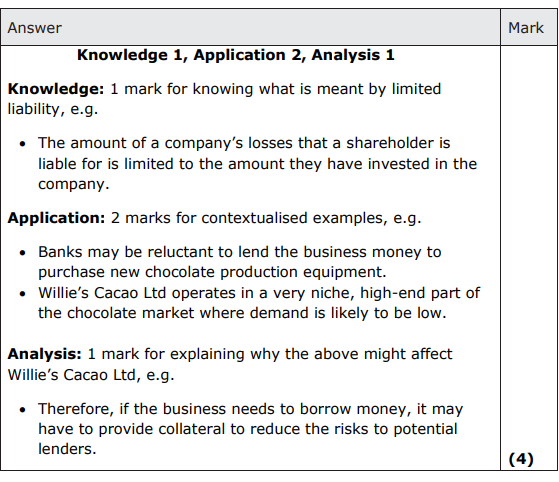 Answer Mark
Knowledge 1, Application 2, Analysis 1
Knowledge: 1 mark for knowing what is meant by limited
liability, e.g.
• The amount of a company's losses that a shareholder is
liable for is limited to the amount they have invested in the
company.
Application: 2 marks for contextualised examples, e.g.
• Banks may be reluctant to lend the business money to
purchase new chocolate production equipment.
• Willie's Cacao Ltd operates in a very niche, high-end part of
the chocolate market where demand is likely to be low.
Analysis: 1 mark for explaining why the above might affect
Willie's Cacao Ltd, e.g.
• Therefore, if the business needs to borrow money, it may
have to provide collateral to reduce the risks to potential
lenders.
(4)